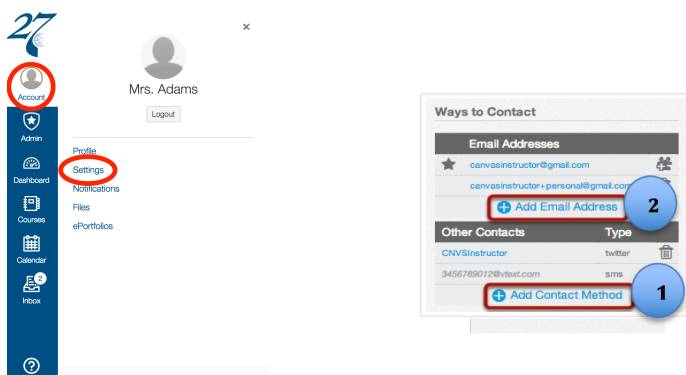 27
×
Mrs. Adams
Logout
Account
Admin
Dashboard
Courses
Calendar
2
Inbox
Profile
Settings
Notifications
Files
ePortfolios
Ways to Contact
Email Addresses
canvasinstructor@gmail.com
canvasinstructor+personal@gmail.com
Add Email Address
2
Other Contacts Type
CNVSInstructor twitter
3456789012@vtext.com sms
Add Contact Method
1